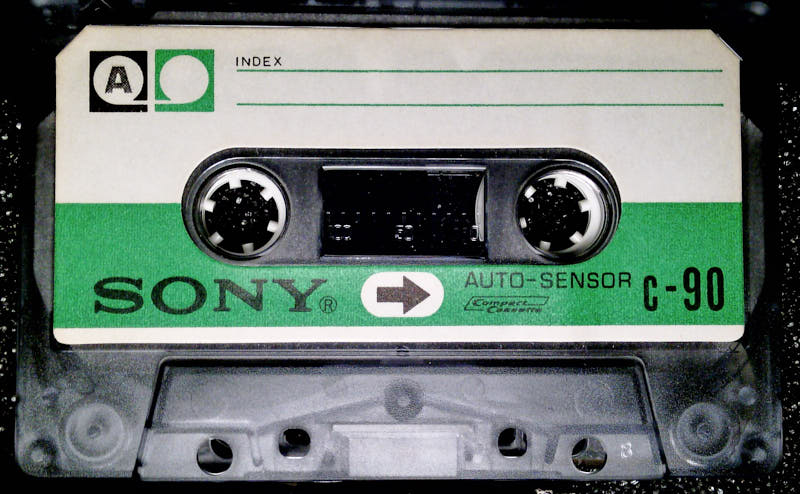 A
INDEX
SONY®
AUTO-SENSOR
Compact
Cassette
C-90